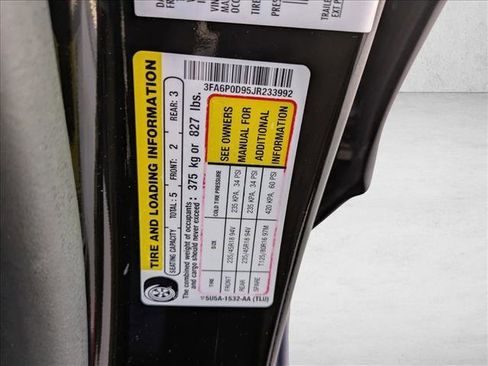 3FA6P0D95JR233992
TIRE AND LOADING INFORMATION
SEATING CAPACITY TOTAL: 5 FRONT: 2 REAR: 3
The combined weight of occupants and cargo should never exceed : 375 kg or 827 lbs.
TIRE SIZE COLD TIRE PRESSURE
FRONT 235/45R18 94V 235 KPA, 34 PSI
REAR 235/45R18 94V 235 KPA, 34 PSI
SPARE T125/80R16 97M 420 KPA, 60 PSI
SEE OWNERS
MANUAL FOR
ADDITIONAL
INFORMATION
5U5A-1532-AA (TLU)
TRAILER